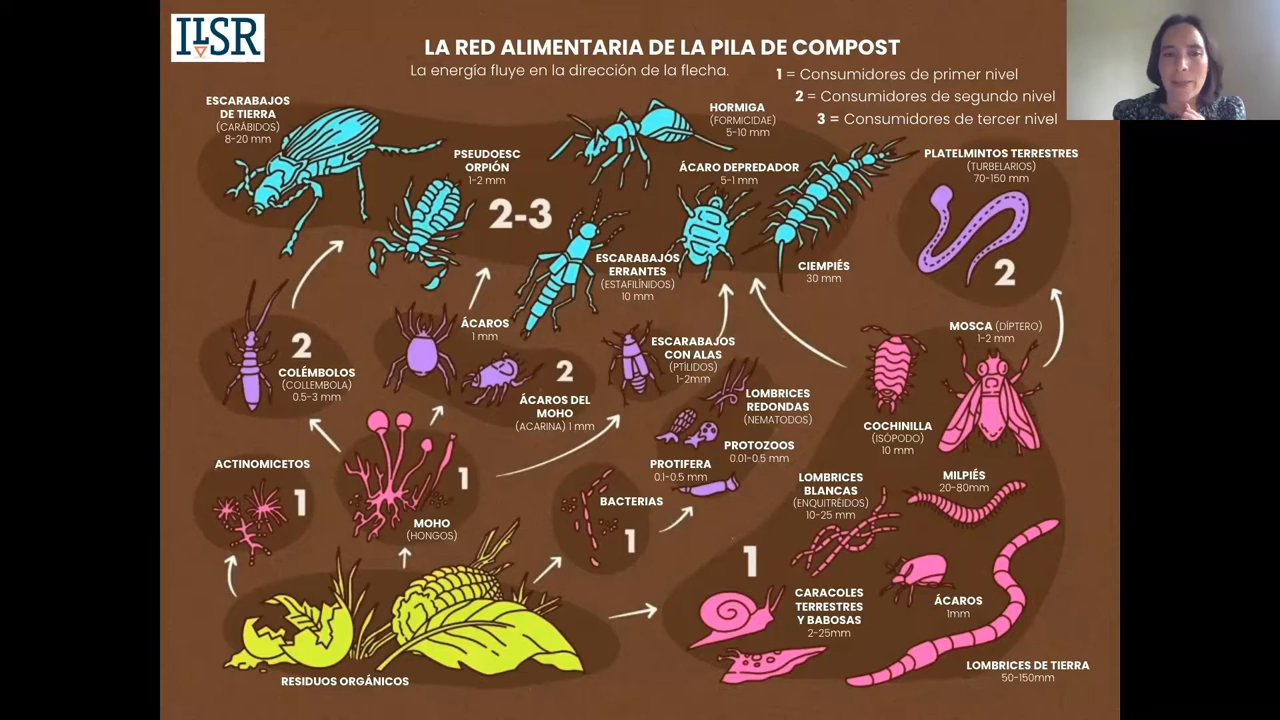 ILSR
LA RED ALIMENTARIA DE LA PILA DE COMPOST
La energía fluye en la dirección de la flecha.
1 = Consumidores de primer nivel
2 = Consumidores de segundo nivel
3 = Consumidores de tercer nivel
ESCARABAJOS
DE TIERRA
(CARÁBIDOS)
8-20 mm
PSEUDOESC
ORPIÓN
1-2 mm
2-3
HORMIGA
(FORMICIDAE)
5-10 mm
ÁCARO DEPREDADOR
5-1 mm
ESCARABAJOS
ERRANTES
(ESTAFILÍNIDOS)
10 mm
CIEMPIÉS
30 mm
PLATELMINTOS TERRESTRES
(TURBELARIOS)
70-150 mm
2
2
COLÉMBOLOS
(COLLEMBOLA)
0.5-3 mm
ÁCAROS
1 mm
2
ÁCAROS DEL
MOHO
(ACARINA) 1 mm
ESCARABAJOS
CON ALAS
(PTÍLIDOS)
1-2mm
LOMBRICES
REDONDAS
(NEMATODOS)
PROTOZOOS
0.01-0.5 mm
PROTIFERA
0.1-0.5 mm
MOSCA (DÍPTERO)
1-2 mm
COCHINILLA
(ISÓPODO)
10 mm
ACTINOMICETOS
1
1
MOHO
(HONGOS)
BACTERIAS
1
LOMBRICES
BLANCAS
(ENQUITRÉIDOS)
10-25 mm
MILPIÉS
20-80mm
1
CARACOLES
TERRESTRES
Y BABOSAS
2-25mm
ÁCAROS
1mm
LOMBRICES DE TIERRA
50-150mm
RESIDUOS ORGÁNICOS